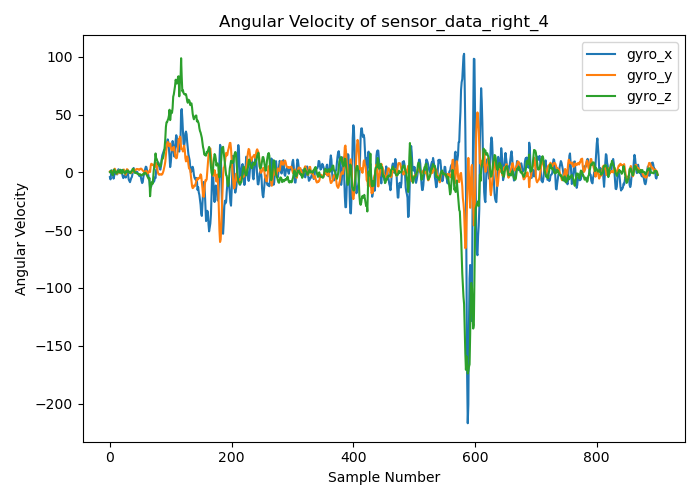 Angular Velocity of sensor_data_right_4
gyro_x
gyro_y
gyro_z
100
50
0
−50
−100
−150
−200
Angular Velocity
0
200
400
600
800
Sample Number